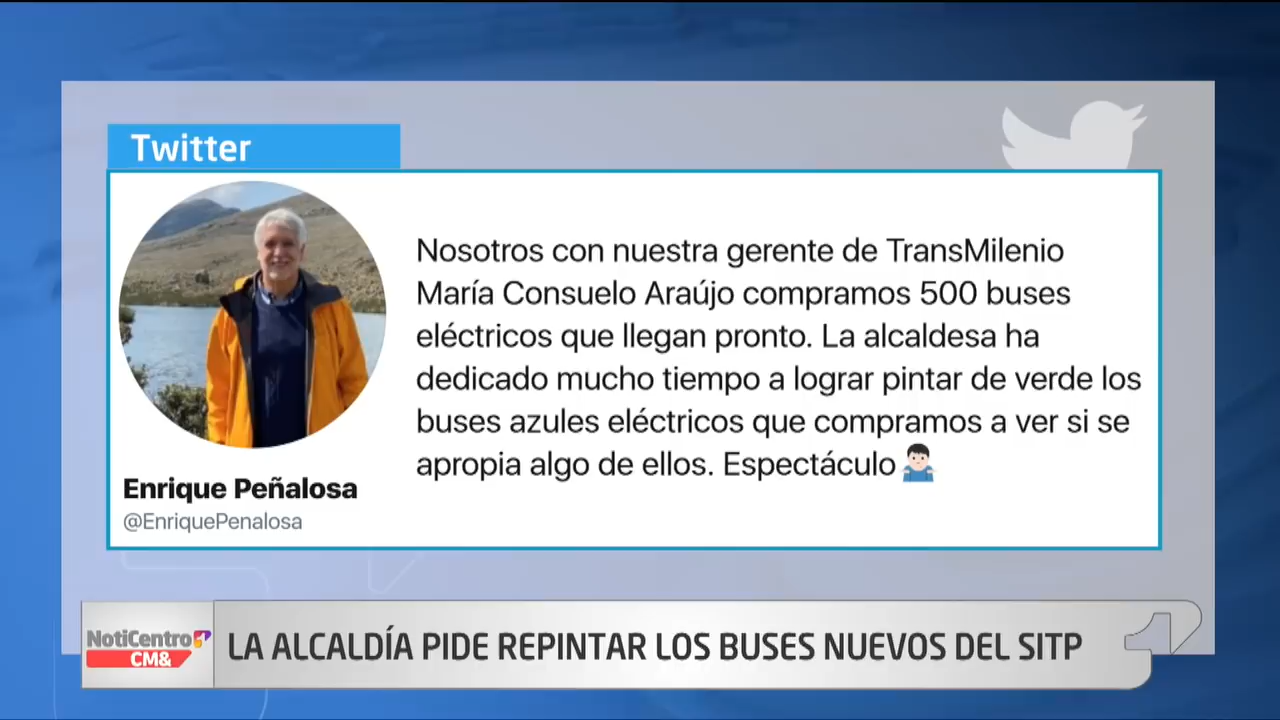 Twitter
Nosotros con nuestra gerente de TransMilenio
María Consuelo Araújo compramos 500 buses
eléctricos que llegan pronto. La alcaldesa ha
dedicado mucho tiempo a lograr pintar de verde los
buses azules eléctricos que compramos a ver si se
apropia algo de ellos. Espectáculo🤷🏻‍♂️
Enrique Peñalosa
@EnriquePenalosa
NotiCentro 1
CM&
LA ALCALDÍA PIDE REPINTAR LOS BUSES NUEVOS DEL SITP
1